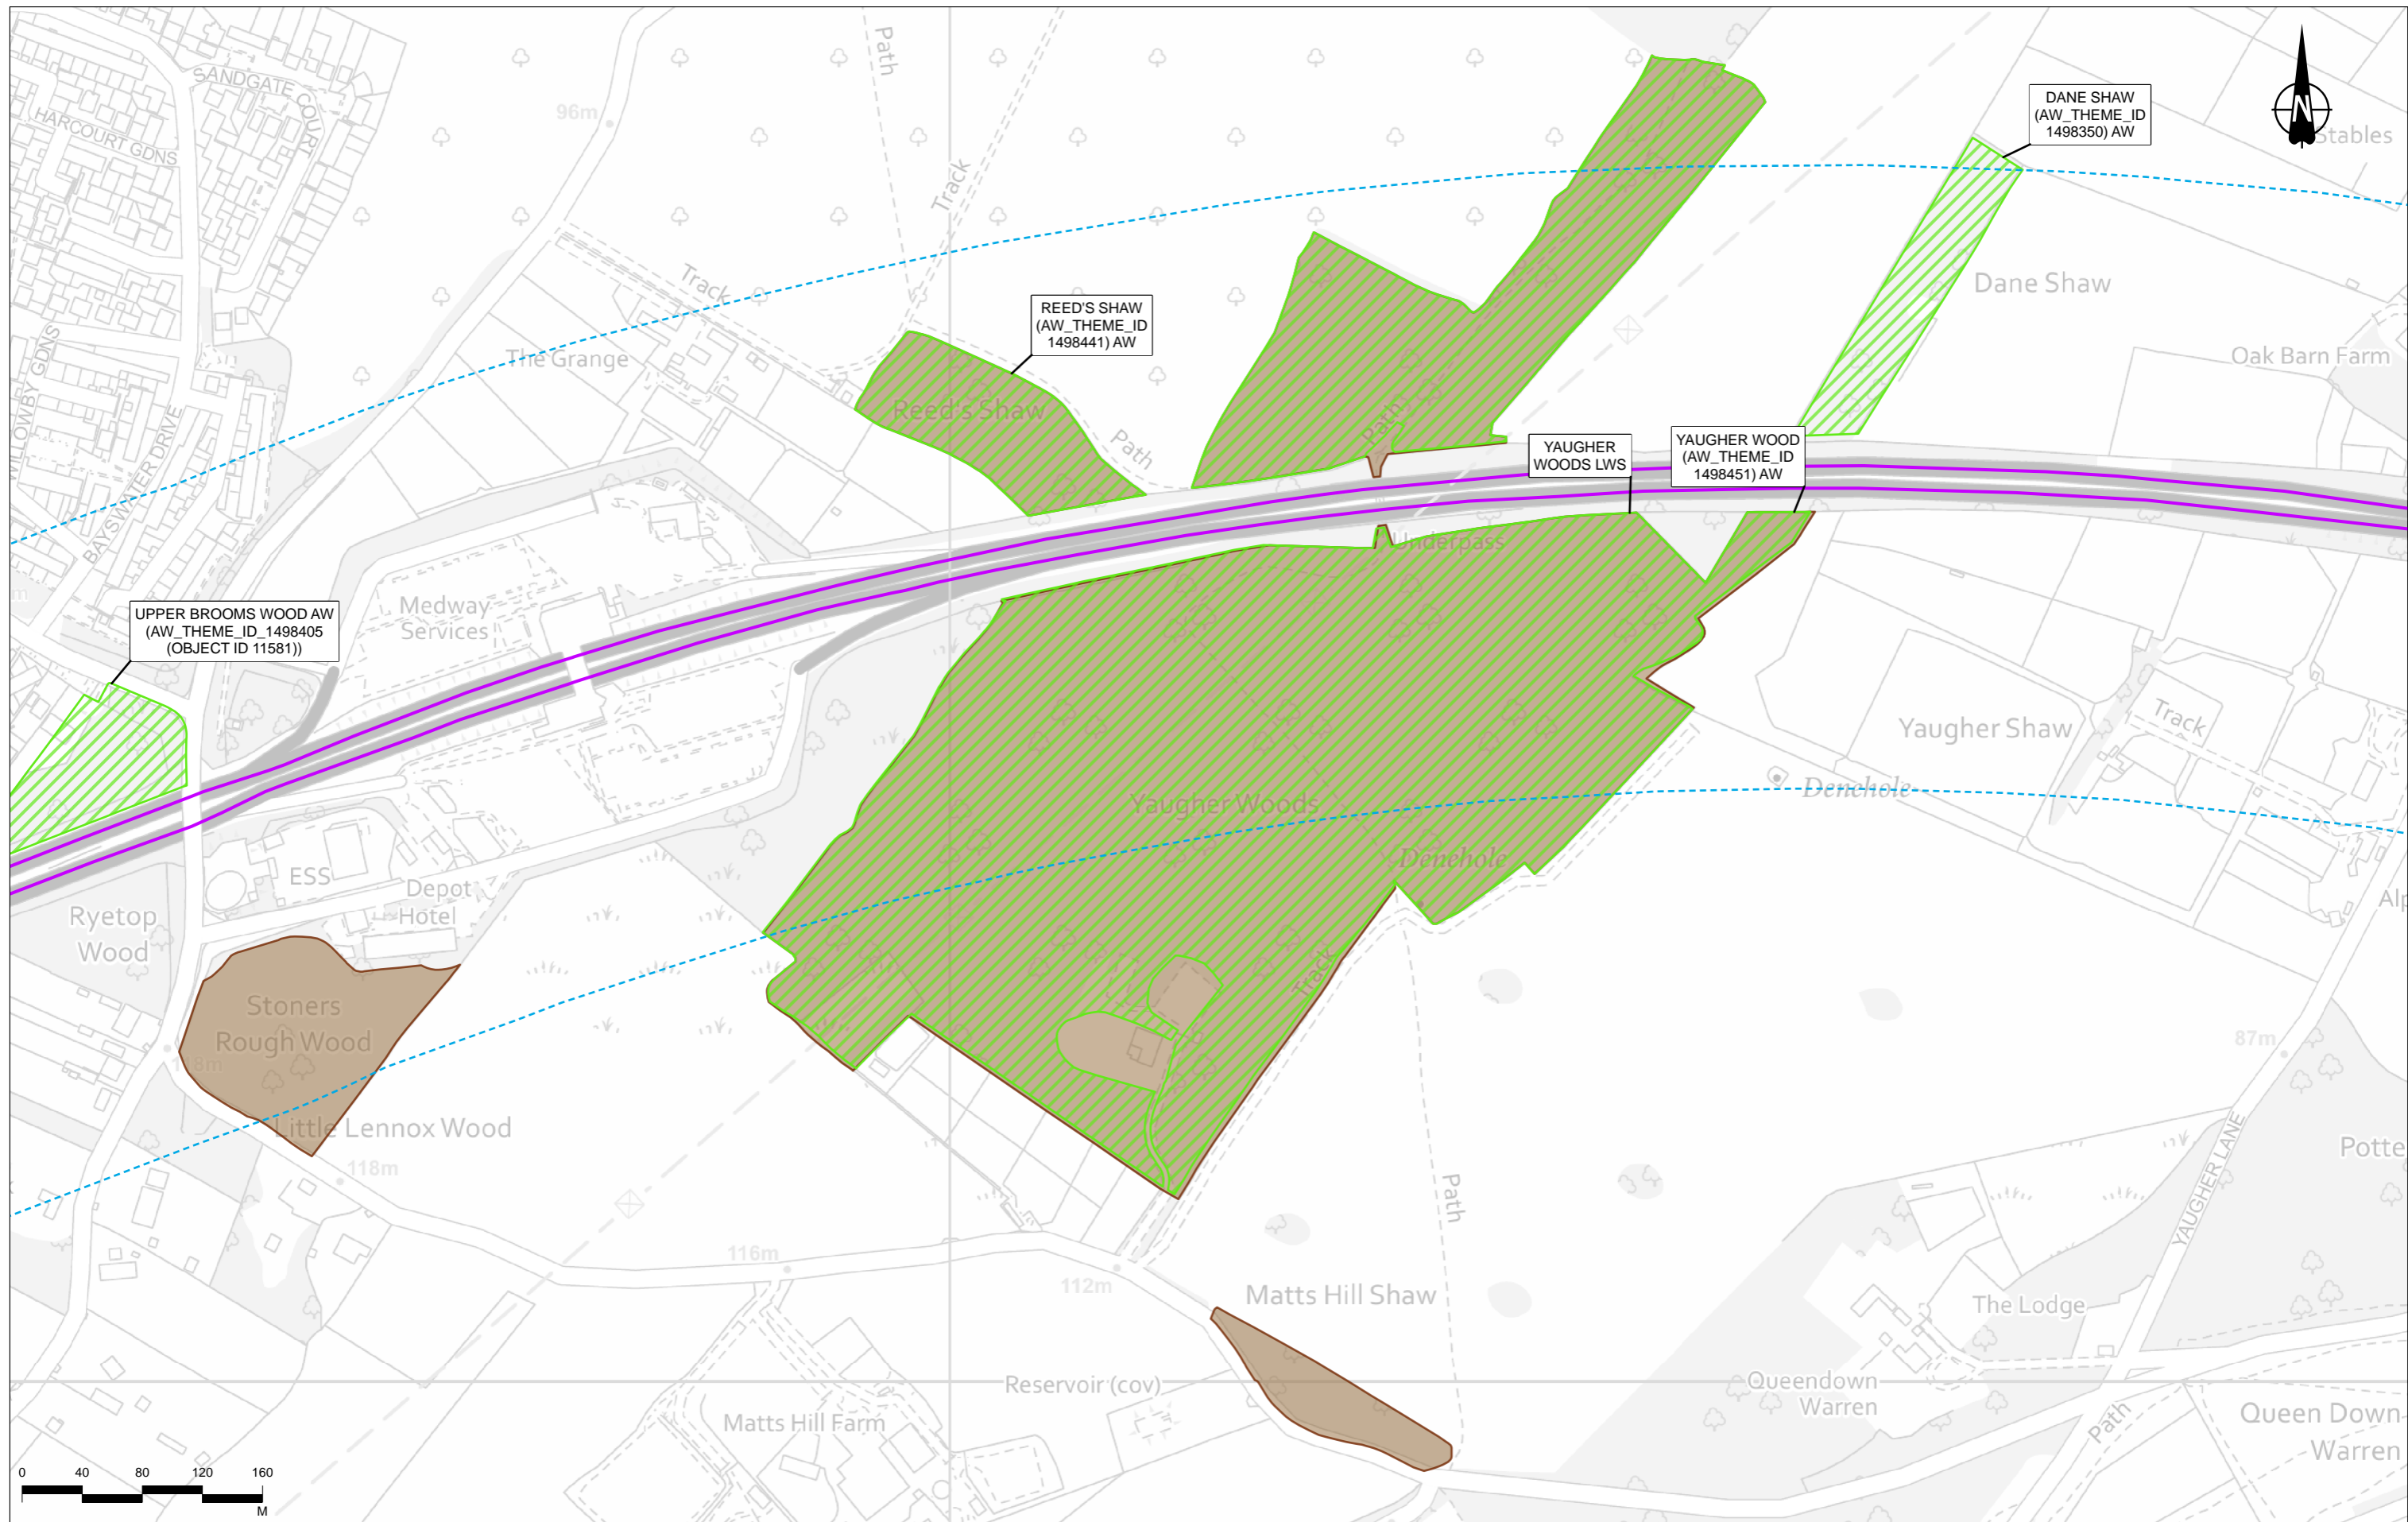 SANDGATE COURT
HARCOURT GDNS
WILLOWBY GDNS
BAYSWATER DRIVE
96m
Path
Track
Track
The Grange
REED'S SHAW
(AW_THEME_ID
1498441) AW
Reed's Shaw
Path
Path
DANE SHAW
(AW_THEME_ID
1498350) AW
N
Stables
Dane Shaw
Oak Barn Farm
YAUGHER
WOODS LWS
YAUGHER WOOD
(AW_THEME_ID
1498451) AW
Underpass
Medway
Services
UPPER BROOMS WOOD AW
(AW_THEME_ID_1498405
(OBJECT ID 11581))
Yaugher Shaw
Track
Denehole
Yaugher Woods
Denehole
ESS
Depot
Hotel
Ryetop
Wood
Stoners
Rough Wood
Track
Little Lennox Wood
118m
116m
112m
Path
87m
YAUGHER LANE
Potte
Matts Hill Shaw
The Lodge
Reservoir (cov)
Queendown
Warren
Matts Hill Farm
Path
Queen Down
Warren
0 40 80 120 160
M